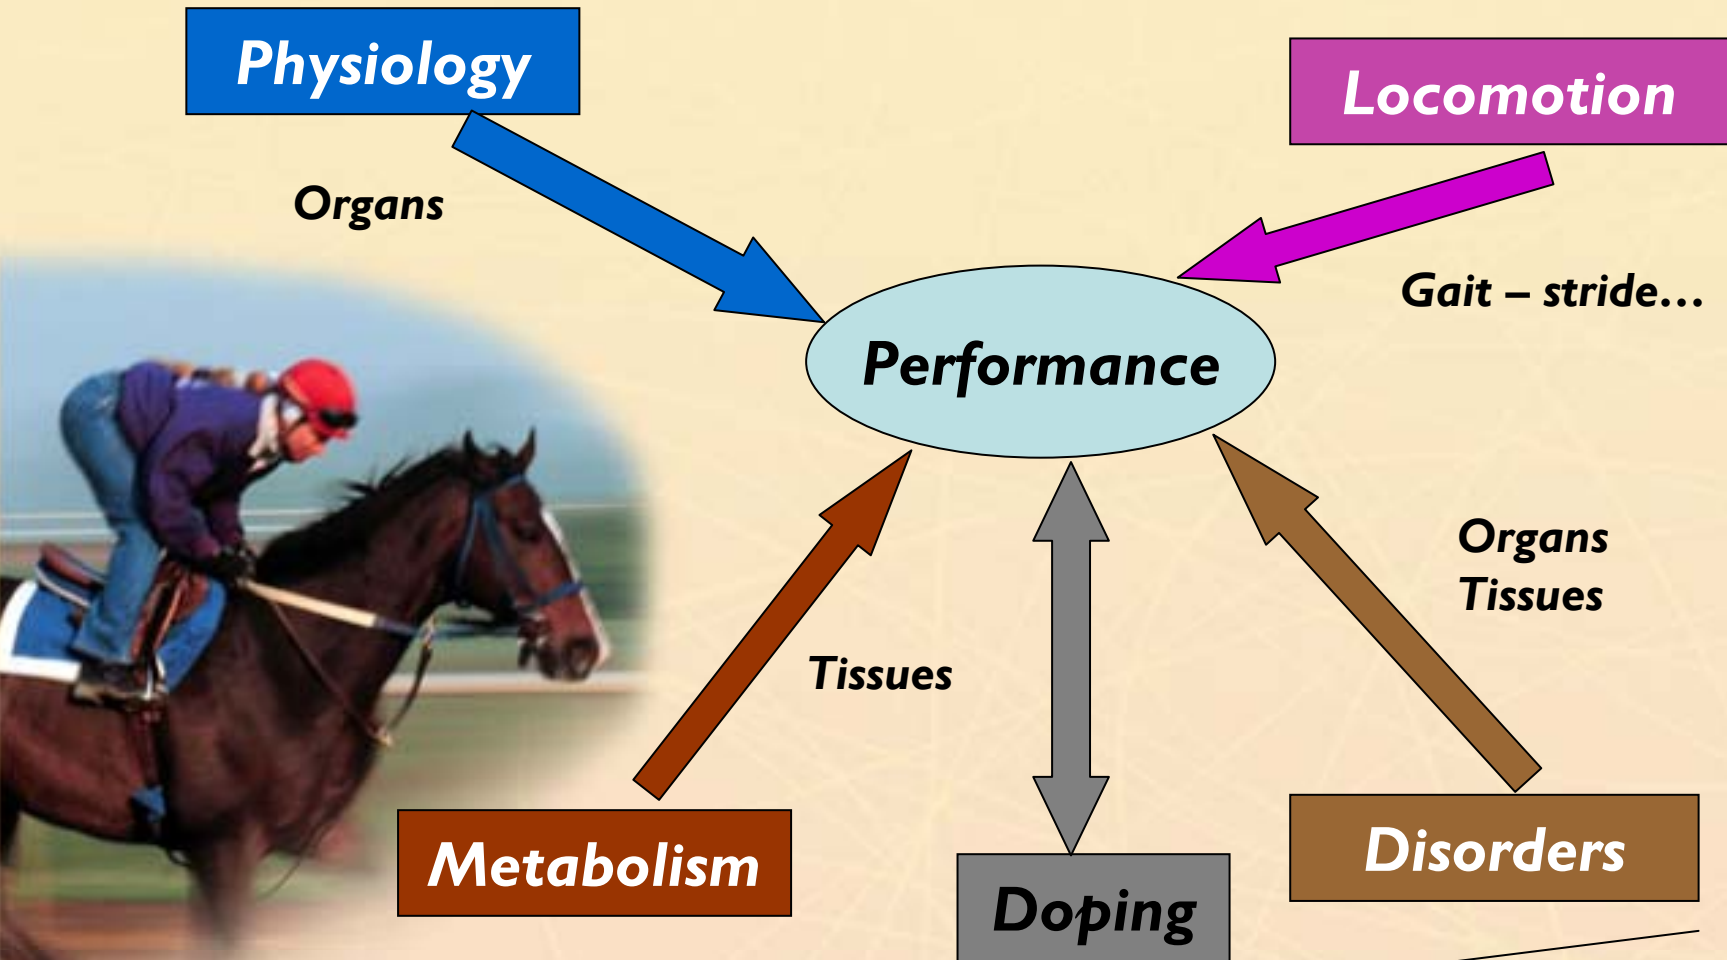 Physiology
Locomotion
Organs
Gait – stride…
Performance
Organs
Tissues
Tissues
Metabolism
Disorders
Doping